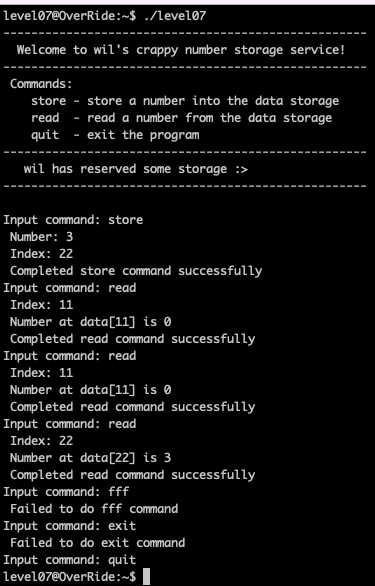 level07@OverRide:~$ ./level07
----------------------------------------------------
  Welcome to wil's crappy number storage service!
----------------------------------------------------
 Commands:
    store - store a number into the data storage
    read  - read a number from the data storage
    quit  - exit the program
----------------------------------------------------
   wil has reserved some storage :>
----------------------------------------------------

Input command: store
 Number: 3
 Index: 22
 Completed store command successfully
Input command: read
 Index: 11
 Number at data[11] is 0
 Completed read command successfully
Input command: read
 Index: 11
 Number at data[11] is 0
 Completed read command successfully
Input command: read
 Index: 22
 Number at data[22] is 3
 Completed read command successfully
Input command: fff
 Failed to do fff command
Input command: exit
 Failed to do exit command
Input command: quit
level07@OverRide:~$